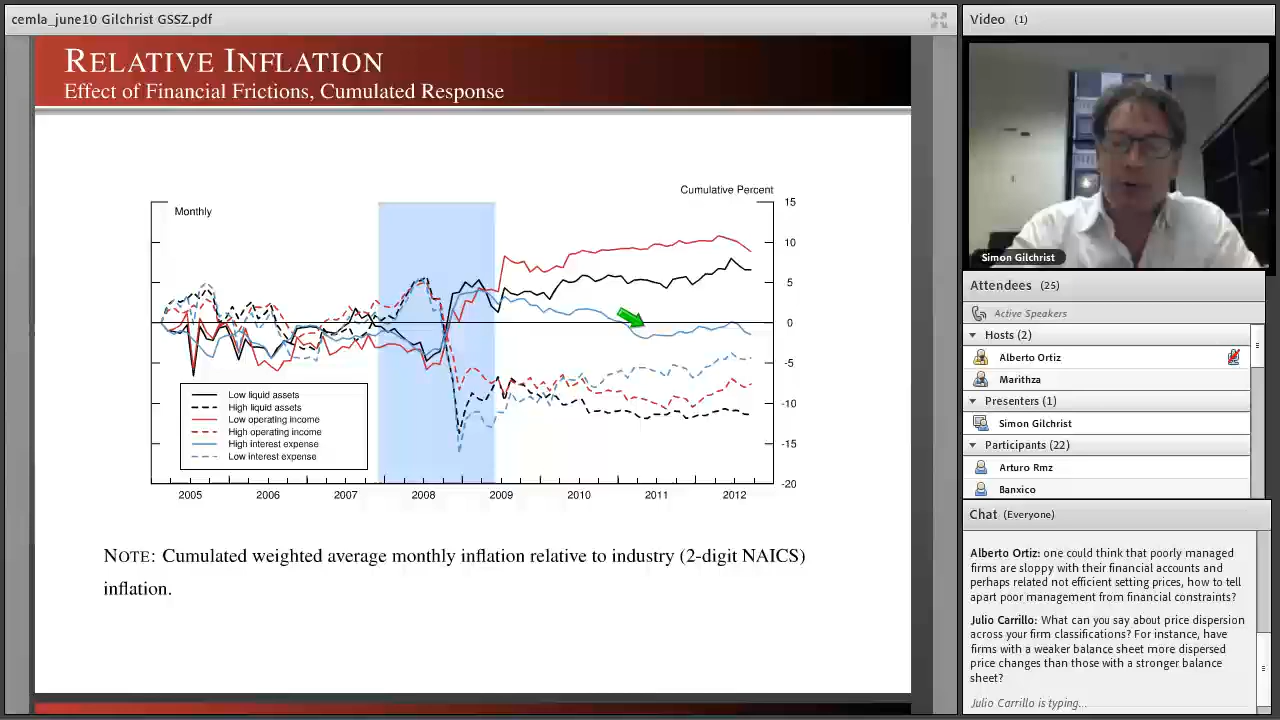 cemla_june10 Gilchrist GSSZ.pdf
RELATIVE INFLATION
Effect of Financial Frictions, Cumulated Response
Cumulative Percent
Monthly
15
10
5
0
-5
-10
-15
-20
Low liquid assets
High liquid assets
Low operating income
High operating income
High interest expense
Low interest expense
2005 2006 2007 2008 2009 2010 2011 2012
NOTE: Cumulated weighted average monthly inflation relative to industry (2-digit NAICS)
inflation.
Video (1)
Simon Gilchrist
Attendees (25)
Active Speakers
Hosts (2)
Alberto Ortiz
Marithza
Presenters (1)
Simon Gilchrist
Participants (22)
Arturo Rmz
Banxico
Chat (Everyone)
Alberto Ortiz: one could think that poorly managed
firms are sloppy with their financial accounts and
perhaps related not efficient setting prices, how to tell
apart poor management from financial constraints?
Julio Carrillo: What can you say about price dispersion
across your firm classifications? For instance, have
firms with a weaker balance sheet more dispersed
price changes than those with a stronger balance
sheet?
Julio Carrillo is typing...